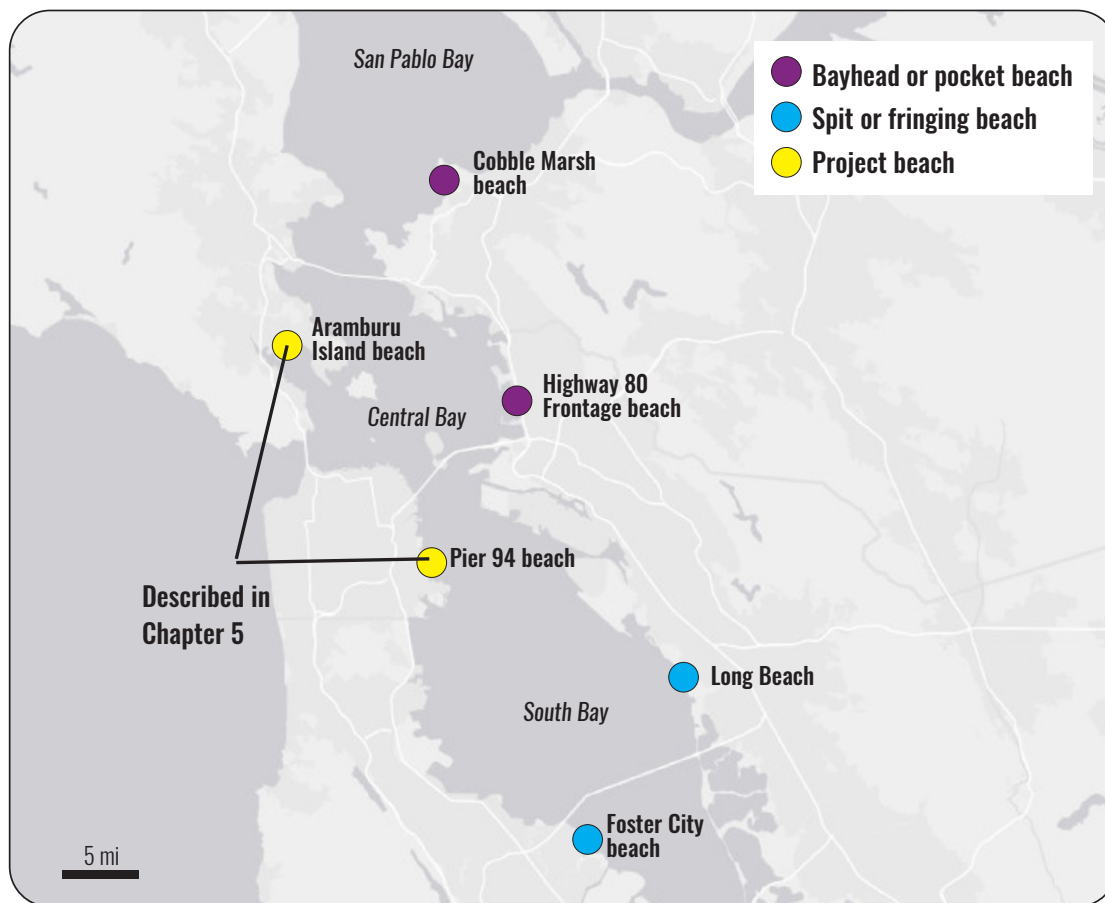 San Pablo Bay
Bayhead or pocket beach
Spit or fringing beach
Project beach
Cobble Marsh
beach
Aramburu
Island beach
Highway 80
Frontage beach
Central Bay
Pier 94 beach
Described in
Chapter 5
Long Beach
South Bay
Foster City
beach
5 mi